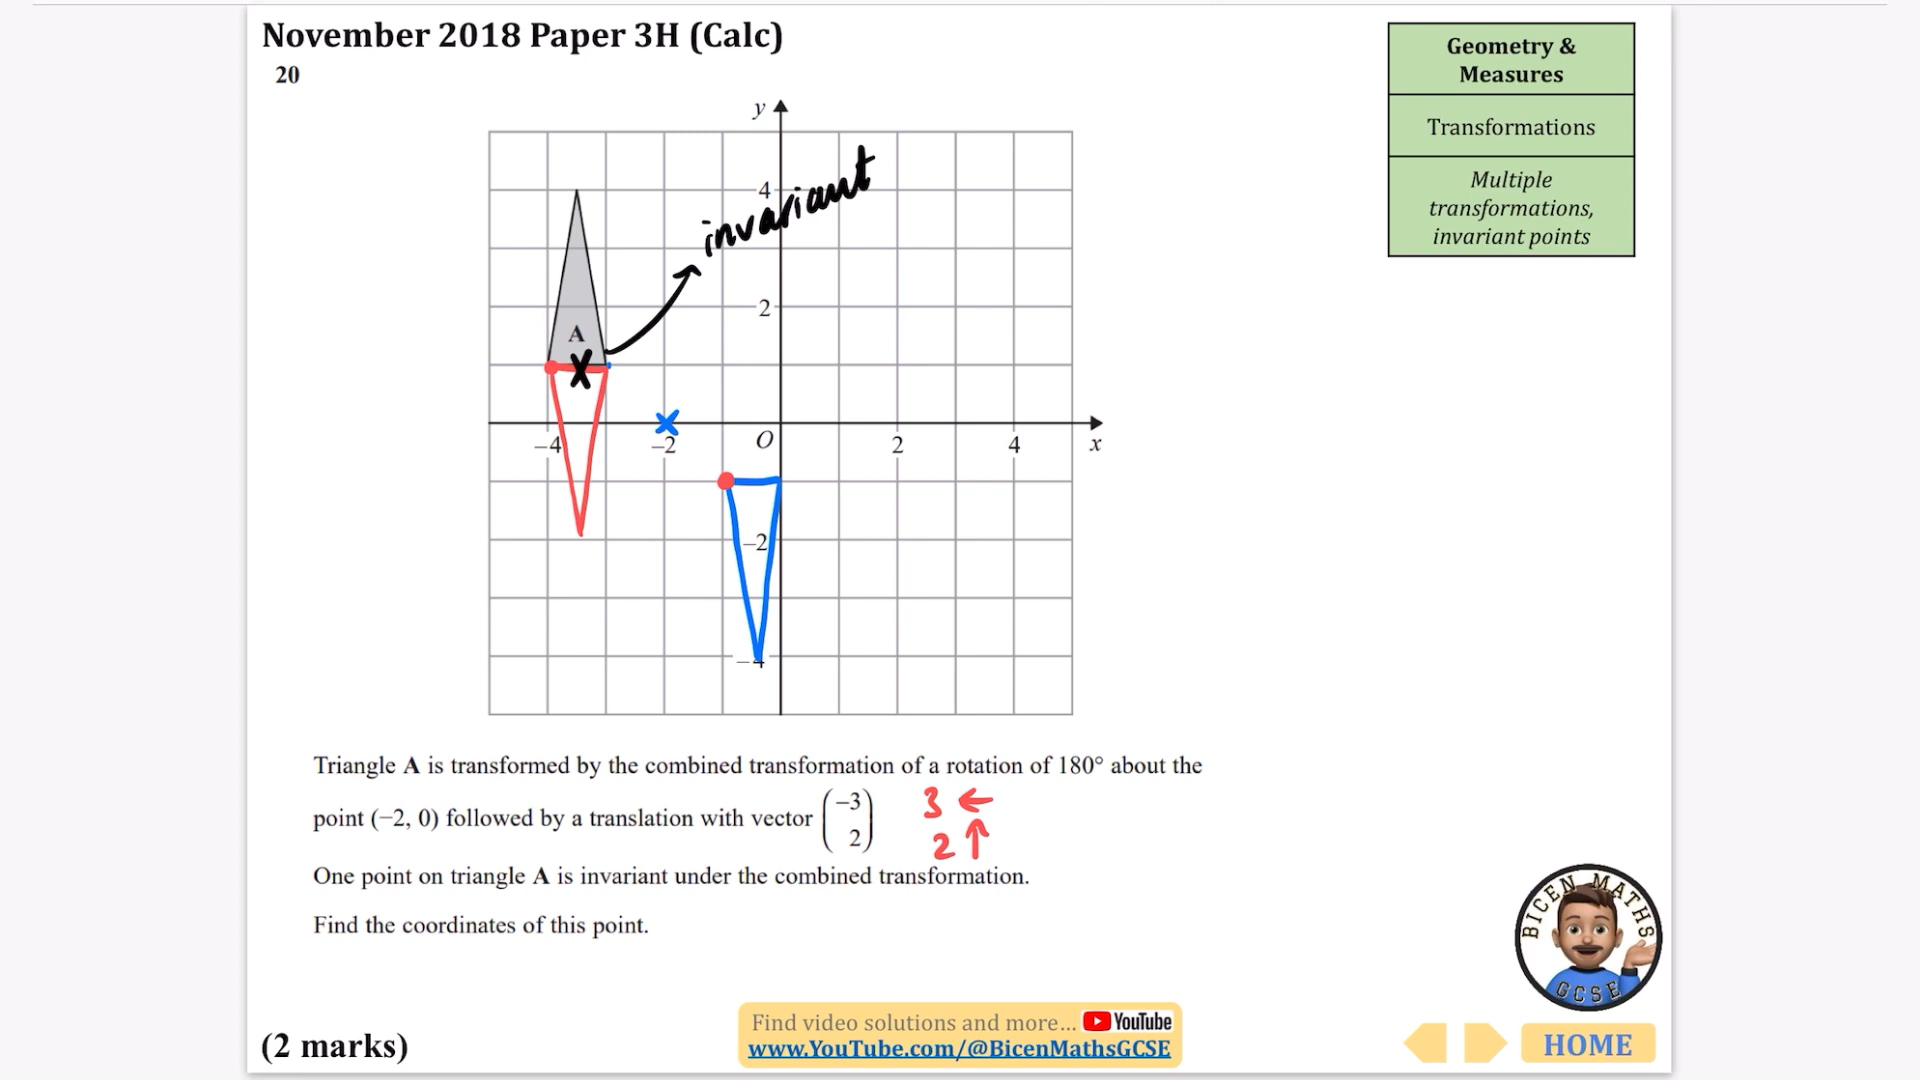 November 2018 Paper 3H (Calc)
20
Geometry &
Measures
Transformations
Multiple
transformations,
invariant points
y
4
invariant
2
A
−4
−2
O
2
4
x
−2
−4
Triangle A is transformed by the combined transformation of a rotation of 180° about the
point (−2, 0) followed by a translation with vector (−3 2)
3 ←
2 ↑
One point on triangle A is invariant under the combined transformation.
Find the coordinates of this point.
BICEN MATHS
GCSE
(2 marks)
Find video solutions and more... YouTube
www.YouTube.com/@BicenMathsGCSE
HOME